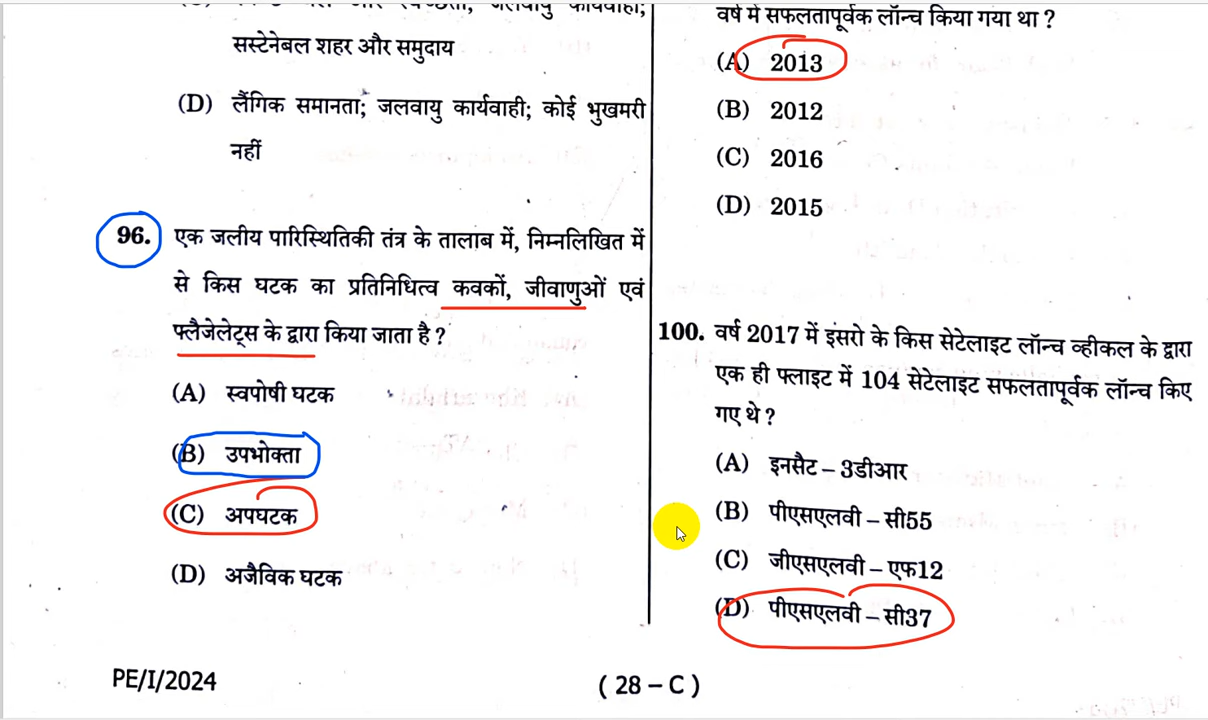 सस्टेनेबल शहर और समुदाय
(D) लैंगिक समानता; जलवायु कार्यवाही; कोई भुखमरी
नहीं
96. एक जलीय पारिस्थितिकी तंत्र के तालाब में, निम्नलिखित में
से किस घटक का प्रतिनिधित्व कवकों, जीवाणुओं एवं
फ्लैजेलेट्स के द्वारा किया जाता है ?
(A) स्वपोषी घटक
(B) उपभोक्ता
(C) अपघटक
(D) अजैविक घटक
वर्ष में सफलतापूर्वक लॉन्च किया गया था ?
(A) 2013
(B) 2012
(C) 2016
(D) 2015
100. वर्ष 2017 में इसरो के किस सेटेलाइट लॉन्च व्हीकल के द्वारा
एक ही फ्लाइट में 104 सेटेलाइट सफलतापूर्वक लॉन्च किए
गए थे ?
(A) इनसैट – 3डीआर
(B) पीएसएलवी – सी55
(C) जीएसएलवी – एफ12
(D) पीएसएलवी – सी37
PE/I/2024
( 28 – C )